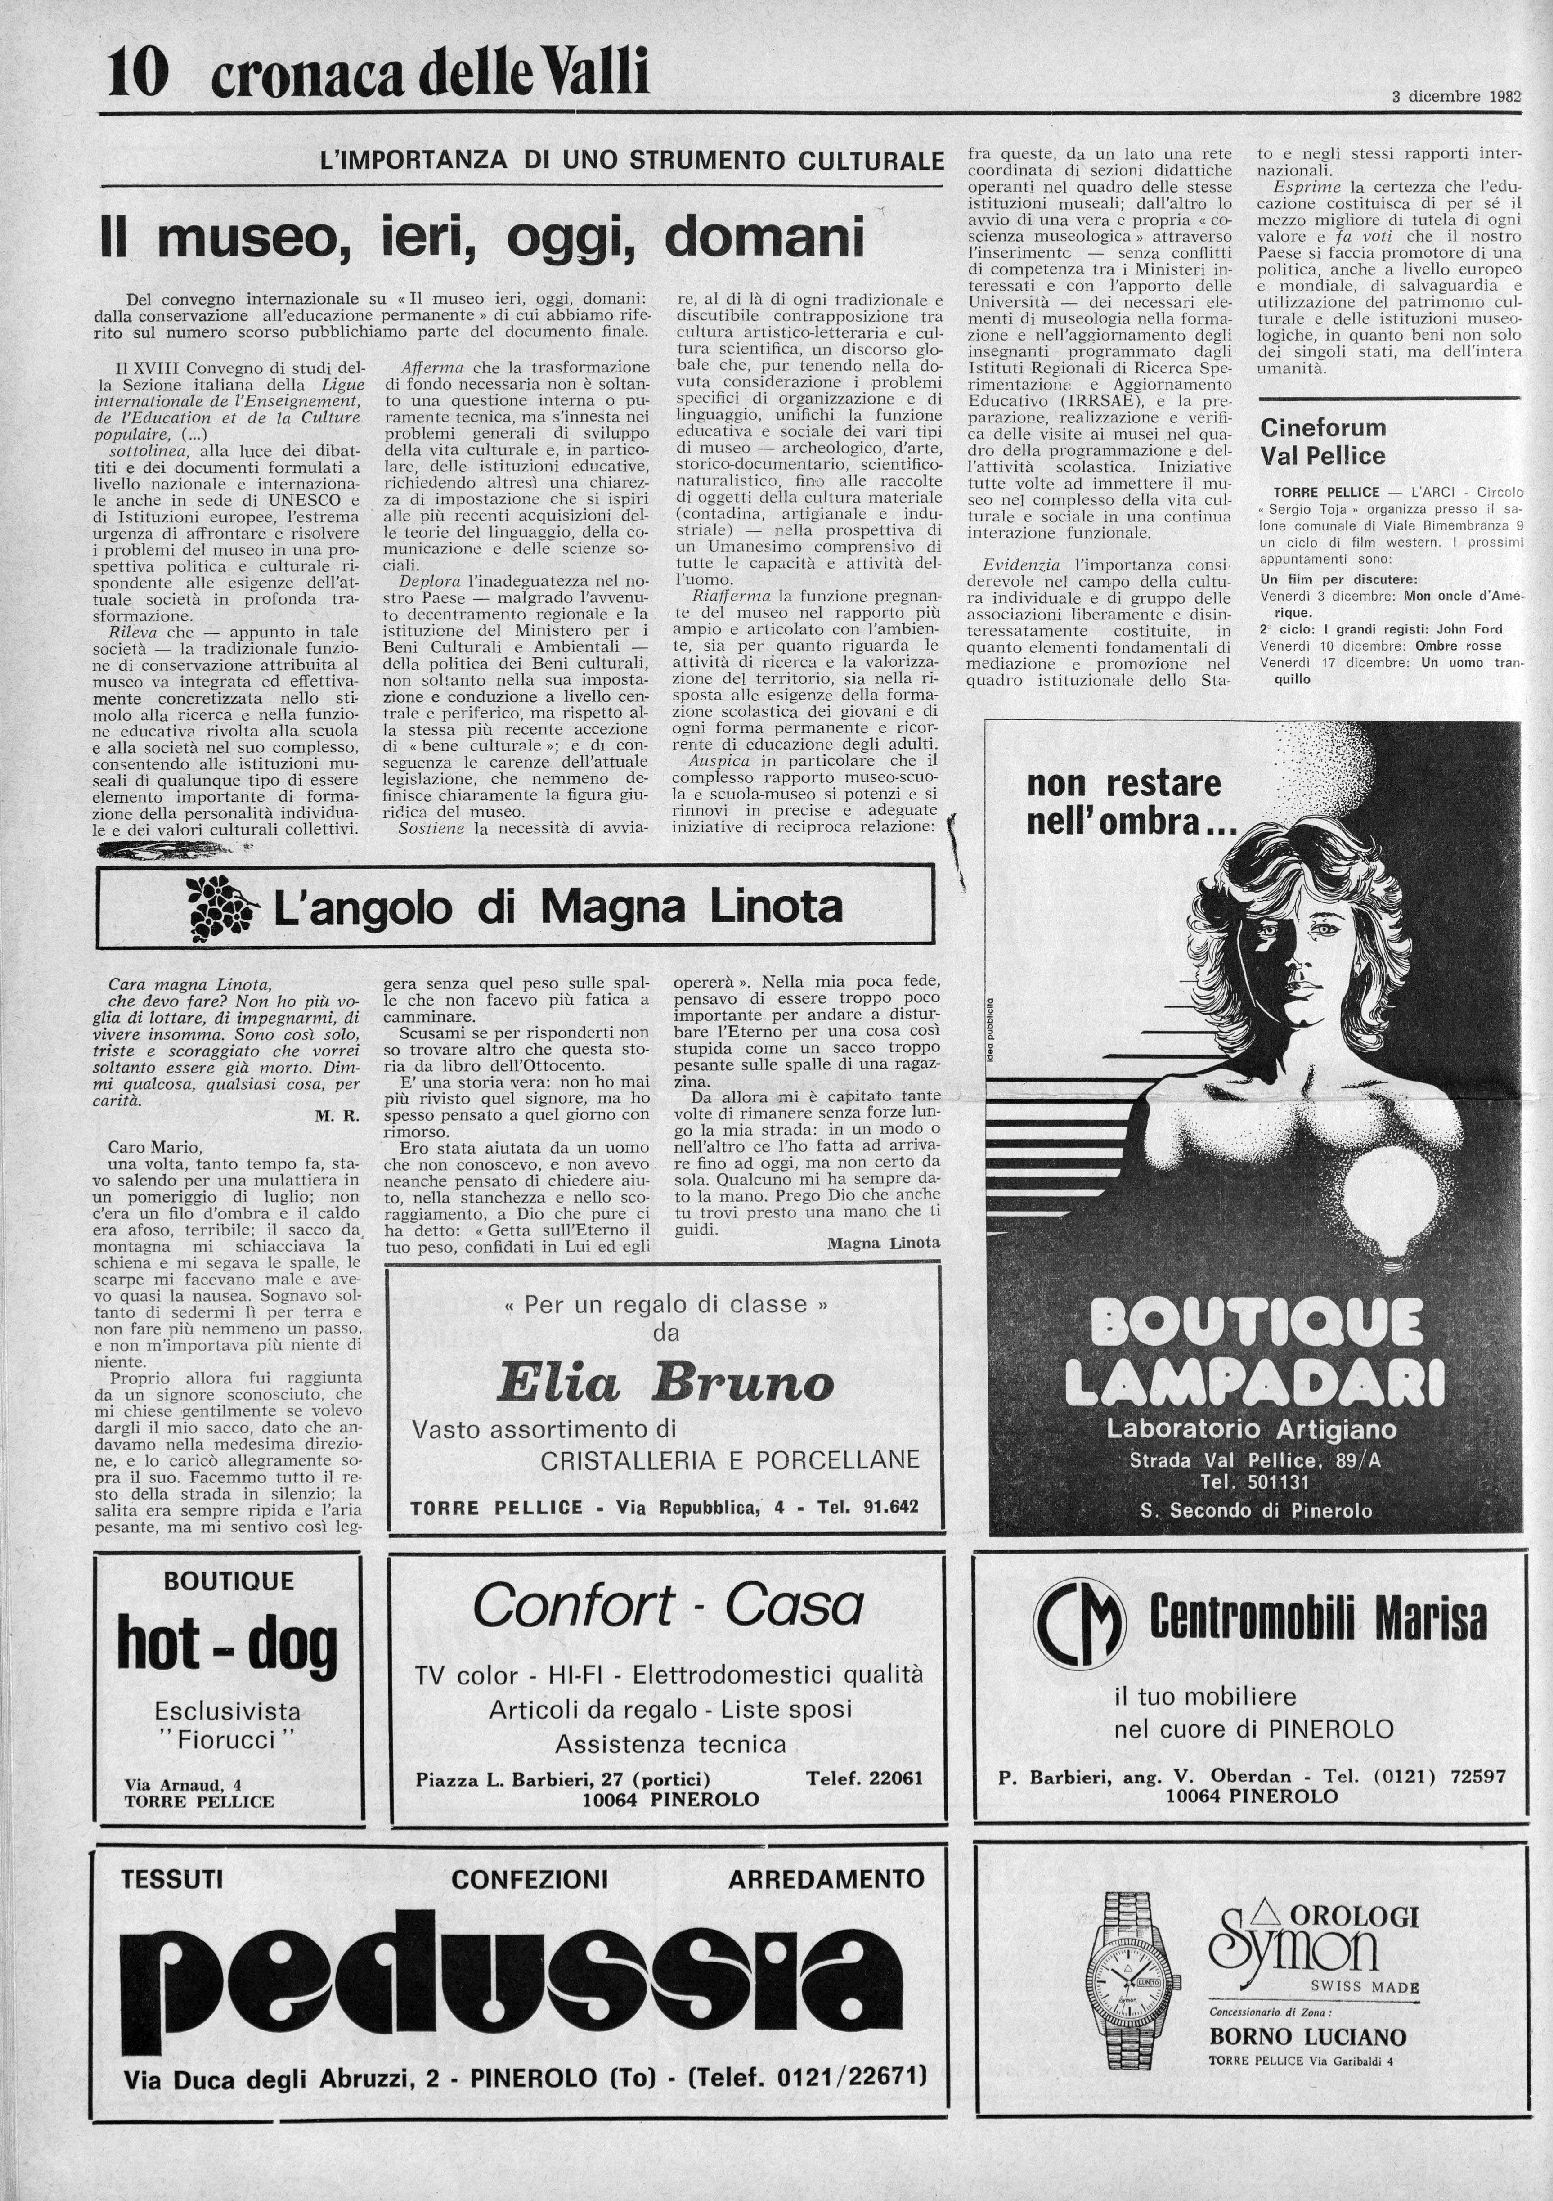 10 cronaca delle Valli
3 dicembre 1982
L'IMPORTANZA DI UNO STRUMENTO CULTURALE
Il museo, ieri, oggi, domani
Del convegno internazionale su « Il museo ieri, oggi, domani:
dalla conservazione all'educazione permanente » di cui abbiamo rife-
rito sul numero scorso pubblichiamo parte del documento finale.
Il XVIII Convegno di studi del-
la Sezione italiana della Ligue
internationale de l'Enseignement,
de l'Education et de la Culture
populaire, (...)
sottolinea, alla luce dei dibat-
titi e dei documenti formulati a
livello nazionale e internaziona-
le anche in sede di UNESCO e
di Istituzioni europee, l'estrema
urgenza di affrontare e risolvere
i problemi del museo in una pro-
spettiva politica e culturale ri-
spondente alle esigenze dell'at-
tuale società in profonda tra-
sformazione.
Rileva che — appunto in tale
società — la tradizionale funzio-
ne di conservazione attribuita al
museo va integrata ed effettiva-
mente concretizzata nello sti-
molo alla ricerca e nella funzio-
ne educativa rivolta alla scuola
e alla società nel suo complesso,
consentendo alle istituzioni mu-
seali di qualunque tipo di essere
elemento importante di forma-
zione della personalità individua-
le e dei valori culturali collettivi.
Afferma che la trasformazione
di fondo necessaria non è soltan-
to una questione interna o pu-
ramente tecnica, ma s'innesta nei
problemi generali di sviluppo
della vita culturale e, in partico-
lare, delle istituzioni educative,
richiedendo altresì una chiarez-
za di impostazione che si ispiri
alle più recenti acquisizioni del-
le teorie del linguaggio, della co-
municazione e delle scienze so-
ciali.
Deplora l'inadeguatezza nel no-
stro Paese — malgrado l'avvenu-
to decentramento regionale e la
istituzione del Ministero per i
Beni Culturali e Ambientali —
della politica dei Beni culturali,
non soltanto nella sua imposta-
zione e conduzione a livello cen-
trale e periferico, ma rispetto al-
la stessa più recente accezione
di « bene culturale »; e di con-
seguenza le carenze dell'attuale
legislazione, che nemmeno de-
finisce chiaramente la figura giu-
ridica del museo.
Sostiene la necessità di avvia-
re, al di là di ogni tradizionale e
discutibile contrapposizione tra
cultura artistico-letteraria e cul-
tura scientifica, un discorso glo-
bale che, pur tenendo nella do-
vuta considerazione i problemi
specifici di organizzazione e di
linguaggio, unifichi la funzione
educativa e sociale dei vari tipi
di museo — archeologico, d'arte,
storico-documentario, scientifico-
naturalistico, fino alle raccolte
di oggetti della cultura materiale
(contadina, artigianale e indu-
striale) — nella prospettiva di
un Umanesimo comprensivo di
tutte le capacità e attività del-
l'uomo.
Riafferma la funzione pregnan-
te del museo nel rapporto più
ampio e articolato con l'ambien-
te, sia per quanto riguarda le
attività di ricerca e la valorizza-
zione del territorio, sia nella ri-
sposta alle esigenze della forma-
zione scolastica dei giovani e di
ogni forma permanente e ricor-
rente di educazione degli adulti.
Auspica in particolare che il
complesso rapporto museo-scuo-
la e scuola-museo si potenzi e si
rinnovi in precise e adeguate
iniziative di reciproca relazione:
fra queste, da un lato una rete
coordinata di sezioni didattiche
operanti nel quadro delle stesse
istituzioni museali; dall'altro lo
avvio di una vera e propria « co-
scienza museologica » attraverso
l'inserimento — senza conflitti
di competenza tra i Ministeri in-
teressati e con l'apporto delle
Università — dei necessari ele-
menti di museologia nella forma-
zione e nell'aggiornamento degli
insegnanti programmato dagli
Istituti Regionali di Ricerca Spe-
rimentazione e Aggiornamento
Educativo (IRRSAE), e la pre-
parazione, realizzazione e verifi-
ca delle visite ai musei nel qua-
dro della programmazione e del-
l'attività scolastica. Iniziative
tutte volte ad immettere il mu-
seo nel complesso della vita cul-
turale e sociale in una continua
interazione funzionale.
Evidenzia l'importanza consi
derevole nel campo della cultu-
ra individuale e di gruppo delle
associazioni liberamente e disin-
teressatamente costituite, in
quanto elementi fondamentali di
mediazione e promozione nel
quadro istituzionale dello Sta-
to e negli stessi rapporti inter-
nazionali.
Esprime la certezza che l'edu-
cazione costituisca di per sé il
mezzo migliore di tutela di ogni
valore e fa voti che il nostro
Paese si faccia promotore di una
politica, anche a livello europeo
e mondiale, di salvaguardia e
utilizzazione del patrimonio cul-
turale e delle istituzioni museo-
logiche, in quanto beni non solo
dei singoli stati, ma dell'intera
umanità.
Cineforum
Val Pellice
TORRE PELLICE — L'ARCI - Circolo
« Sergio Toja » organizza presso il sa-
lone comunale di Viale Rimembranza 9
un ciclo di film western. I prossimi
appuntamenti sono:
Un film per discutere:
Venerdì 3 dicembre: Mon oncle d'Amé-
rique.
2° ciclo: I grandi registi: John Ford
Venerdì 10 dicembre: Ombre rosse
Venerdì 17 dicembre: Un uomo tran-
quillo
L'angolo di Magna Linota
Cara magna Linota,
che devo fare? Non ho più vo-
glia di lottare, di impegnarmi, di
vivere insomma. Sono così solo,
triste e scoraggiato che vorrei
soltanto essere già morto. Dim-
mi qualcosa, qualsiasi cosa, per
carità.
M. R.
Caro Mario,
una volta, tanto tempo fa, sta-
vo salendo per una mulattiera in
un pomeriggio di luglio; non
c'era un filo d'ombra e il caldo
era afoso, terribile; il sacco da
montagna mi schiacciava la
schiena e mi segava le spalle, le
scarpe mi facevano male e ave-
vo quasi la nausea. Sognavo sol-
tanto di sedermi lì per terra e
non fare più nemmeno un passo,
e non m'importava più niente di
niente.
Proprio allora fui raggiunta
da un signore sconosciuto, che
mi chiese gentilmente se volevo
dargli il mio sacco, dato che an-
davamo nella medesima direzio-
ne, e lo caricò allegramente so-
pra il suo. Facemmo tutto il re-
sto della strada in silenzio; la
salita era sempre ripida e l'aria
pesante, ma mi sentivo così leg-
gera senza quel peso sulle spal-
le che non facevo più fatica a
camminare.
Scusami se per risponderti non
so trovare altro che questa sto-
ria da libro dell'Ottocento.
E' una storia vera: non ho mai
più rivisto quel signore, ma ho
spesso pensato a quel giorno con
rimorso.
Ero stata aiutata da un uomo
che non conoscevo, e non avevo
neanche pensato di chiedere aiu-
to, nella stanchezza e nello sco-
raggiamento, a Dio che pure ci
ha detto: « Getta sull'Eterno il
tuo peso, confidati in Lui ed egli
opererà ». Nella mia poca fede,
pensavo di essere troppo poco
importante per andare a distur-
bare l'Eterno per una cosa così
stupida come un sacco troppo
pesante sulle spalle di una ragaz-
zina.
Da allora mi è capitato tante
volte di rimanere senza forze lun-
go la mia strada: in un modo o
nell'altro ce l'ho fatta ad arriva-
re fino ad oggi, ma non certo da
sola. Qualcuno mi ha sempre da-
to la mano. Prego Dio che anche
tu trovi presto una mano che ti
guidi.
Magna Linota
non restare
nell'ombra...
idea pubblicità
BOUTIQUE
LAMPADARI
Laboratorio Artigiano
Strada Val Pellice, 89/A
Tel. 501131
S. Secondo di Pinerolo
« Per un regalo di classe »
da
Elia Bruno
Vasto assortimento di
CRISTALLERIA E PORCELLANE
TORRE PELLICE - Via Repubblica, 4 - Tel. 91.642
BOUTIQUE
hot-dog
Esclusivista
"Fiorucci"
Via Arnaud, 4
TORRE PELLICE
Confort - Casa
TV color - HI-FI - Elettrodomestici qualità
Articoli da regalo - Liste sposi
Assistenza tecnica
Piazza L. Barbieri, 27 (portici) Telef. 22061
10064 PINEROLO
CM Centromobili Marisa
il tuo mobiliere
nel cuore di PINEROLO
P. Barbieri, ang. V. Oberdan - Tel. (0121) 72597
10064 PINEROLO
TESSUTI CONFEZIONI ARREDAMENTO
pedussia
Via Duca degli Abruzzi, 2 - PINEROLO (To) - (Telef. 0121/22671)
OROLOGI
Symon
SWISS MADE
Concessionario di Zona:
BORNO LUCIANO
TORRE PELLICE Via Garibaldi 4